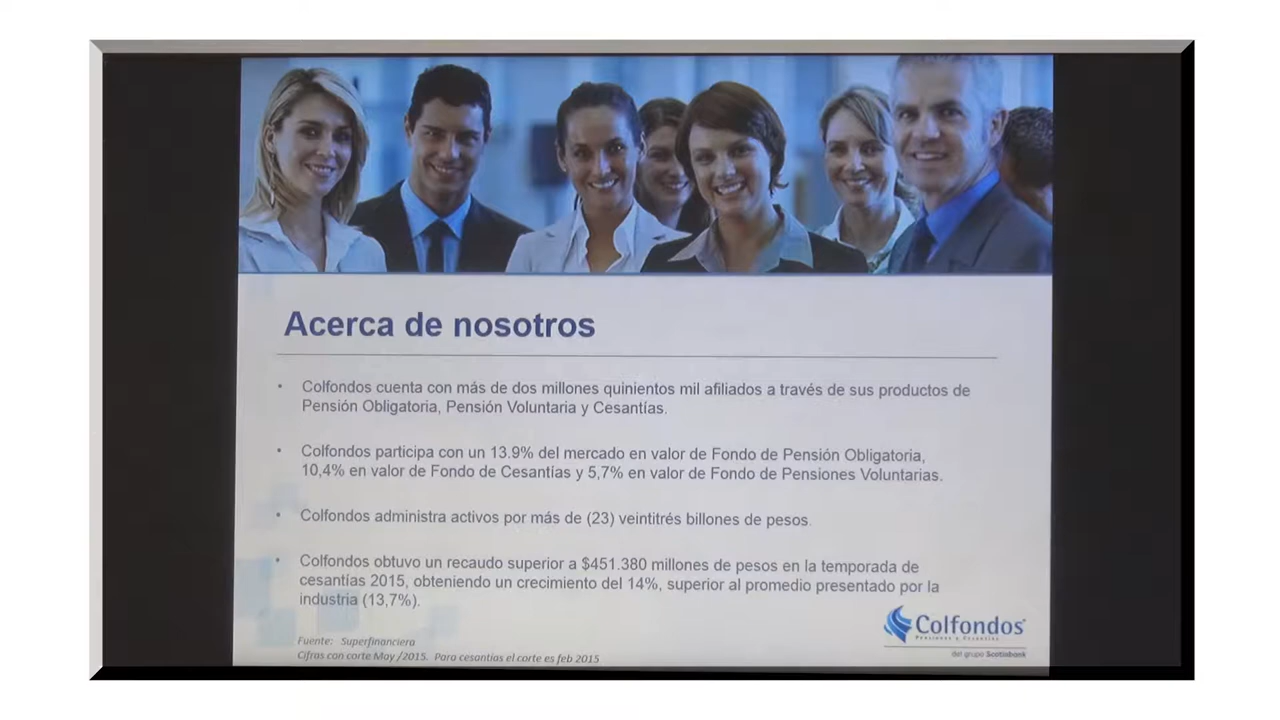 Acerca de nosotros
• Colfondos cuenta con más de dos millones quinientos mil afiliados a través de sus productos de
Pensión Obligatoria, Pensión Voluntaria y Cesantías.
• Colfondos participa con un 13.9% del mercado en valor de Fondo de Pensión Obligatoria,
10,4% en valor de Fondo de Cesantías y 5,7% en valor de Fondo de Pensiones Voluntarias.
• Colfondos administra activos por más de (23) veintitrés billones de pesos.
• Colfondos obtuvo un recaudo superior a $451.380 millones de pesos en la temporada de
cesantías 2015, obteniendo un crecimiento del 14%, superior al promedio presentado por la
industria (13,7%).
Fuente: Superfinanciera
Cifras con corte May /2015. Para cesantías el corte es feb 2015
Colfondos
Pensiones y Cesantías
del grupo Scotiabank